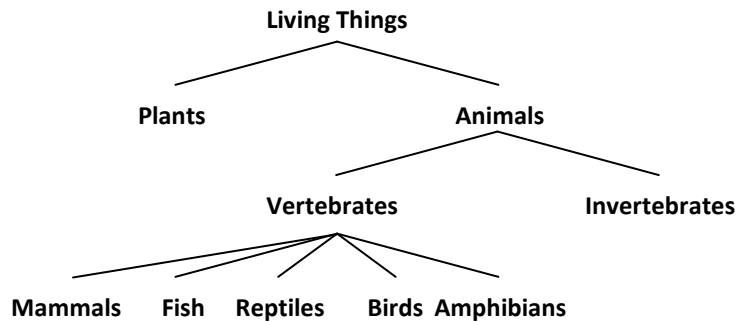 Living Things
Plants Animals
Vertebrates Invertebrates
Mammals Fish Reptiles Birds Amphibians